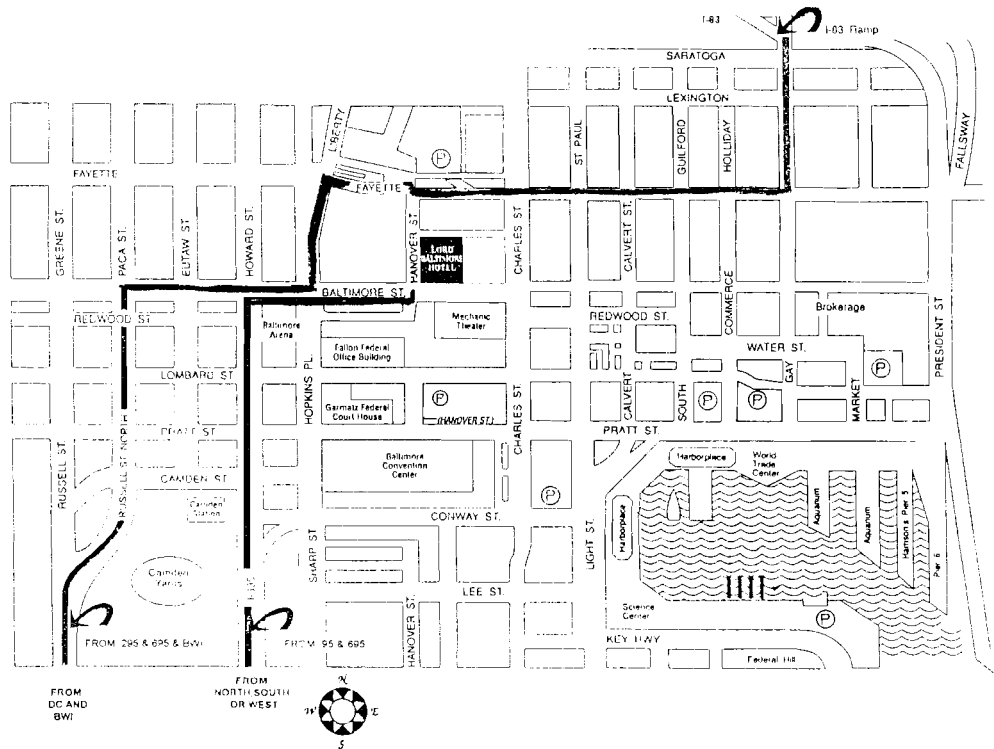 I-83
I-83 Ramp
SARATOGA
LEXINGTON
LIBERTY
ST PAUL
GUILFORD
HOLLIDAY
FALLSWAY
P
FAYETTE
FAYETTE
GREENE ST.
PACA ST.
EUTAW ST
HOWARD ST.
HANOVER ST.
LORD
BALTIMORE
HOTEL
CHARLES ST.
CALVERT ST.
COMMERCE
PRESIDENT ST.
BALTIMORE ST.
REDWOOD ST
Baltimore
Arena
Mechanic
Theater
REDWOOD ST.
Brokerage
Fallon Federal
Office Building
WATER ST.
GAY
LOMBARD ST.
HOPKINS PL.
P
MARKET
Garmatz Federal
Court House
P
(HANOVER ST.)
CHARLES ST.
CALVERT
SOUTH
P
P
PRATT ST.
PRATT ST.
RUSSELL ST.
RUSSELL ST. NORTH
CAMDEN ST.
Baltimore
Convention
Center
Harborplace
World
Trade
Center
Camden
Station
P
CONWAY ST.
SHARP ST
LIGHT ST.
Harborplace
Aquarium
Aquarium
Harrison's Pier 5
Pier 6
Camden
Yards
I-395
LEE ST.
HANOVER ST.
Science
Center
P
FROM 295 & 695 & BWI
FROM 95 & 695
KEY HWY
Federal Hill
FROM
DC AND
BWI
FROM
NORTH SOUTH
OR WEST
N
W
E
S